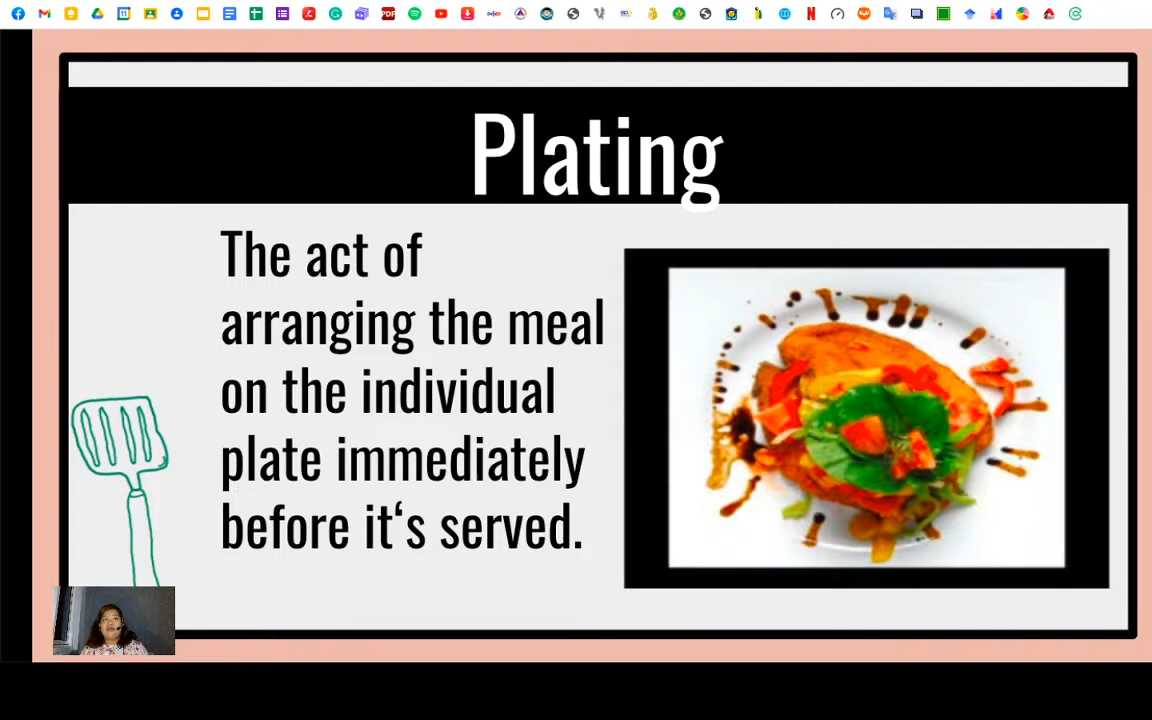 Plating
The act of
arranging the meal
on the individual
plate immediately
before it‘s served.